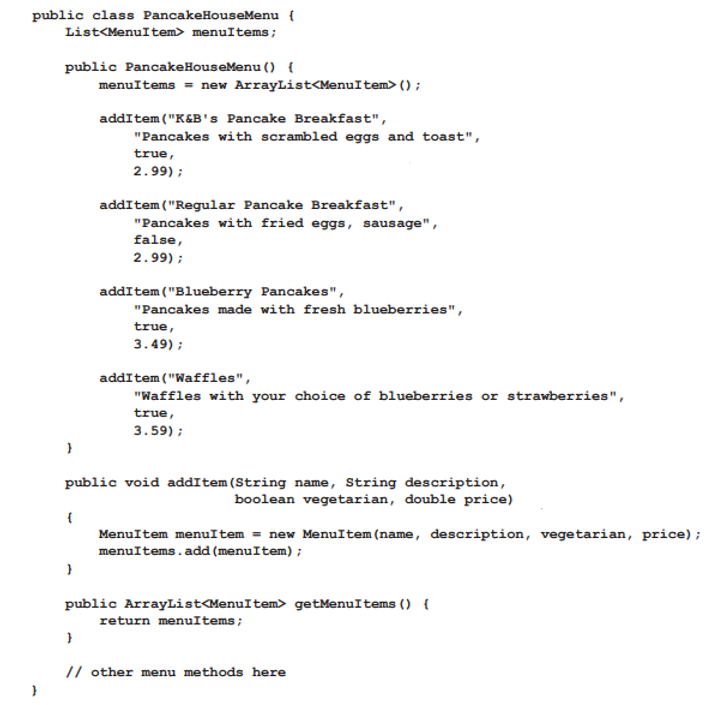 public class PancakeHouseMenu {
    List<MenuItem> menuItems;

    public PancakeHouseMenu() {
        menuItems = new ArrayList<MenuItem>();

        addItem("K&B's Pancake Breakfast",
            "Pancakes with scrambled eggs and toast",
            true,
            2.99);

        addItem("Regular Pancake Breakfast",
            "Pancakes with fried eggs, sausage",
            false,
            2.99);

        addItem("Blueberry Pancakes",
            "Pancakes made with fresh blueberries",
            true,
            3.49);

        addItem("Waffles",
            "Waffles with your choice of blueberries or strawberries",
            true,
            3.59);
    }

    public void addItem(String name, String description,
                        boolean vegetarian, double price)
    {
        MenuItem menuItem = new MenuItem(name, description, vegetarian, price);
        menuItems.add(menuItem);
    }

    public ArrayList<MenuItem> getMenuItems() {
        return menuItems;
    }

    // other menu methods here
}